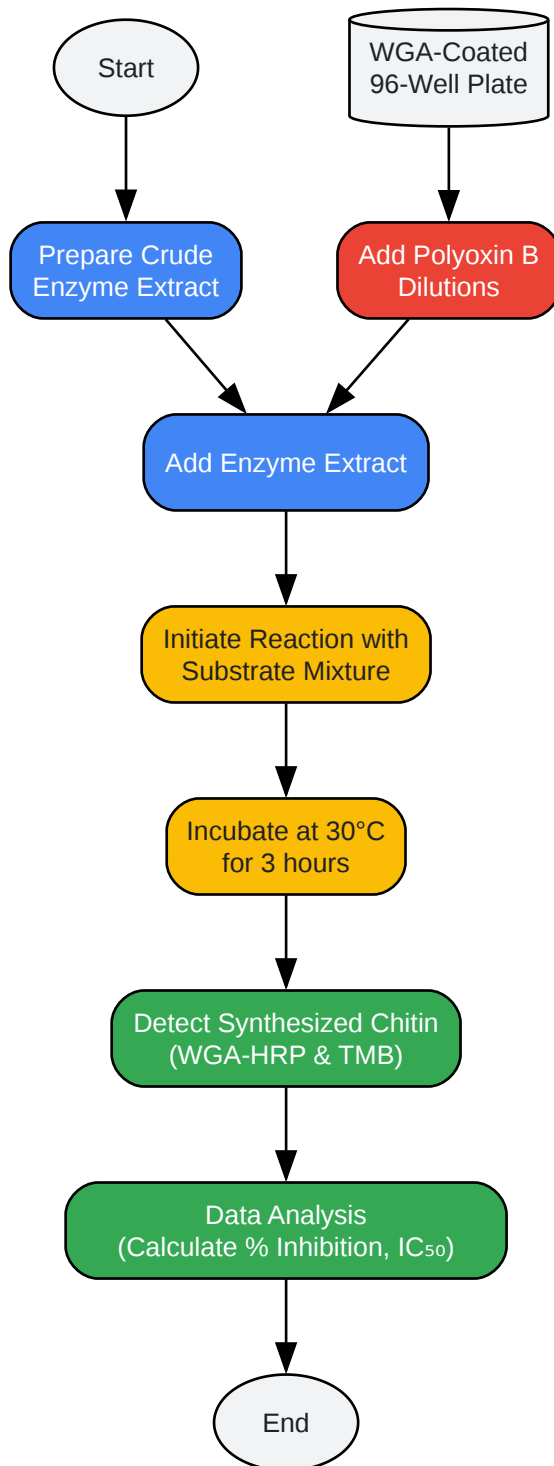 Start
WGA-Coated
96-Well Plate
Prepare Crude
Enzyme Extract
Add Polyoxin B
Dilutions
Add Enzyme Extract
Initiate Reaction with
Substrate Mixture
Incubate at 30°C
for 3 hours
Detect Synthesized Chitin
(WGA-HRP & TMB)
Data Analysis
(Calculate % Inhibition, IC₅₀)
End